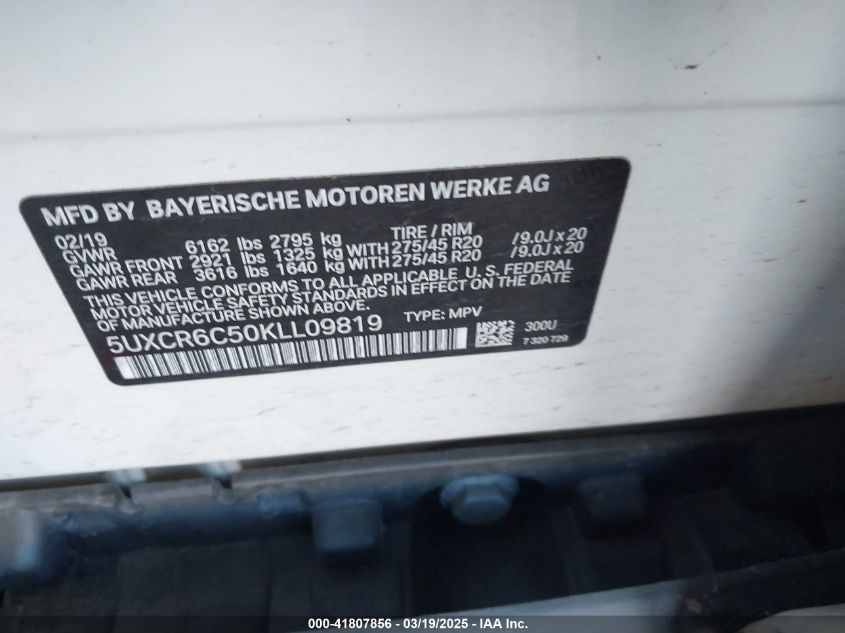 MFD BY BAYERISCHE MOTOREN WERKE AG
02/19 TIRE / RIM
GVWR 6162 lbs 2795 kg
GAWR FRONT 2921 lbs 1325 kg WITH 275/45 R20 /9.0J x 20
GAWR REAR 3616 lbs 1640 kg WITH 275/45 R20 /9.0J x 20
THIS VEHICLE CONFORMS TO ALL APPLICABLE U. S. FEDERAL
MOTOR VEHICLE SAFETY STANDARDS IN EFFECT ON THE DATE
OF MANUFACTURE SHOWN ABOVE.
5UXCR6C50KLL09819 TYPE: MPV
300U
7 320 729
000-41807856 - 03/19/2025 - IAA Inc.